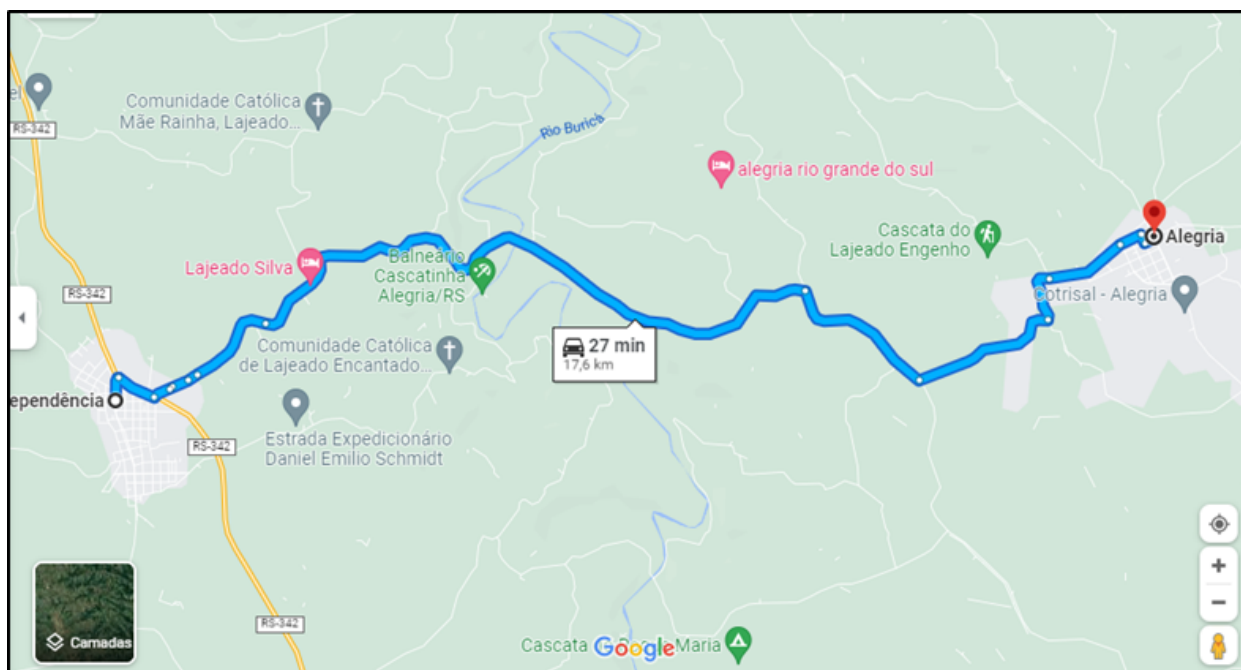 el
RS-342
Comunidade Católica
Mãe Rainha, Lajeado...
Rio Buricá
alegria rio grande do sul
Cascata do
Lajeado Engenho
Alegria
Lajeado Silva
Balneário
Cascatinha
Alegria/RS
RS-342
Cotrisal - Alegria
27 min
17,6 km
Comunidade Católica
de Lajeado Encantado...
ependência
Estrada Expedicionário
Daniel Emilio Schmidt
RS-342
RS-342
Camadas
Cascata
Maria
Google